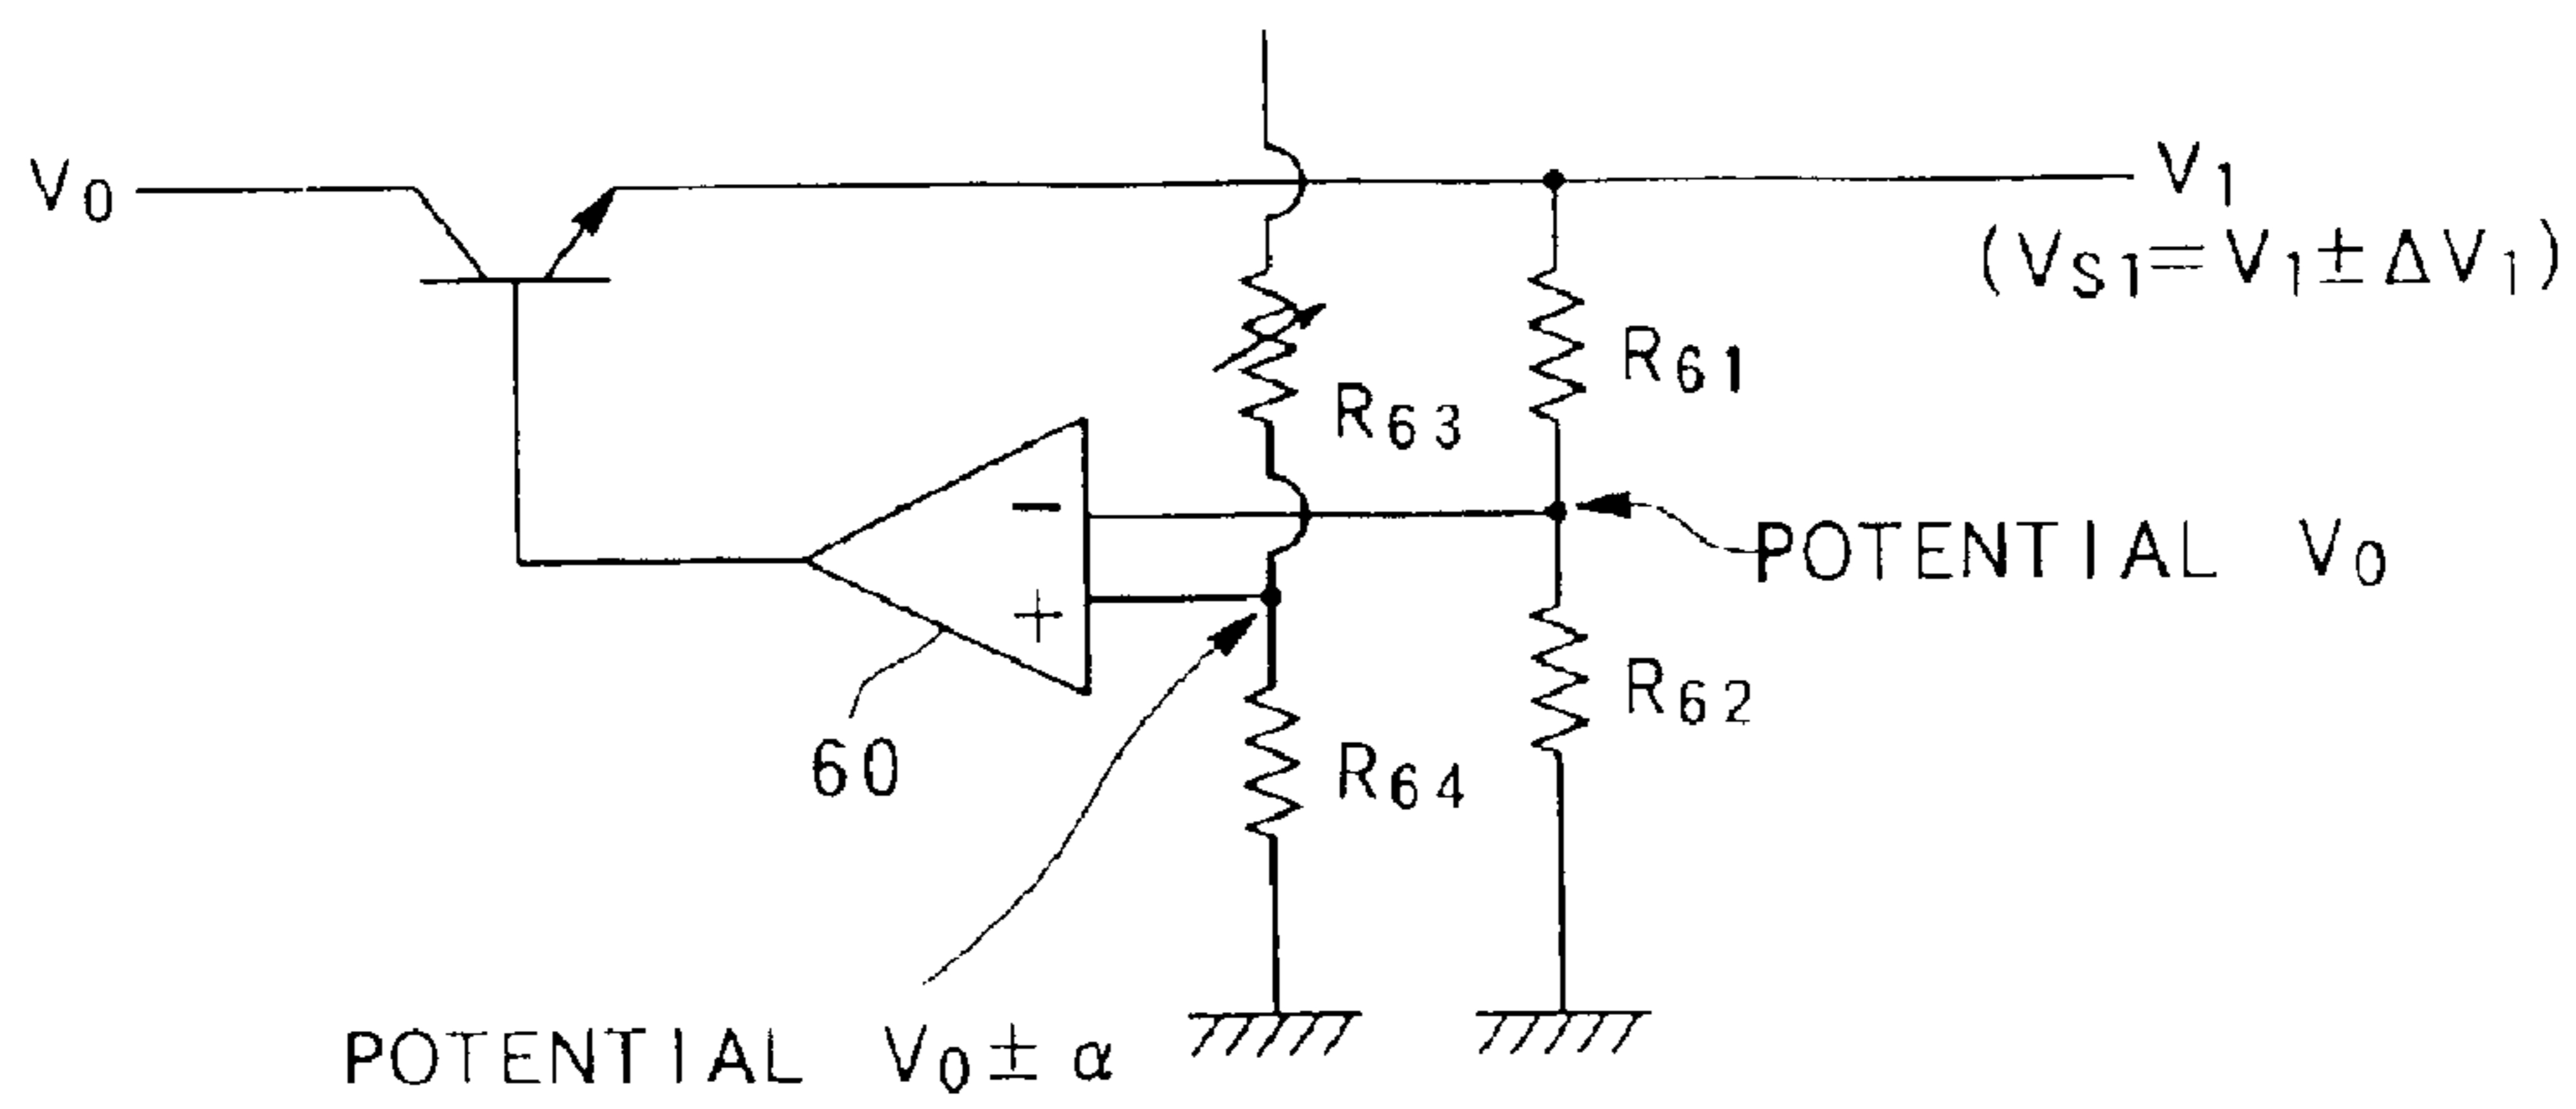 V0
V1
(VS1=V1±ΔV1)
R61
R63
−
POTENTIAL V0
+
R62
60
R64
POTENTIAL V0±α